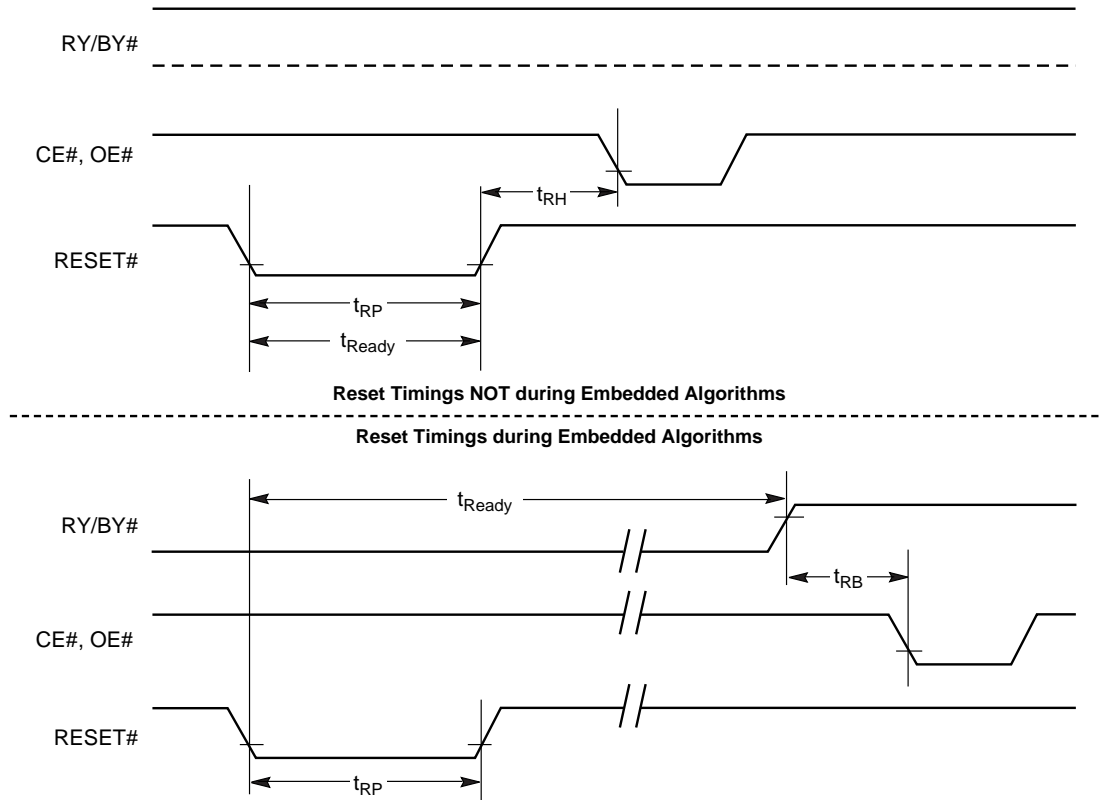 RY/BY#
CE#, OE#
tRH
RESET#
tRP
tReady
Reset Timings NOT during Embedded Algorithms
Reset Timings during Embedded Algorithms
tReady
RY/BY#
tRB
CE#, OE#
RESET#
tRP